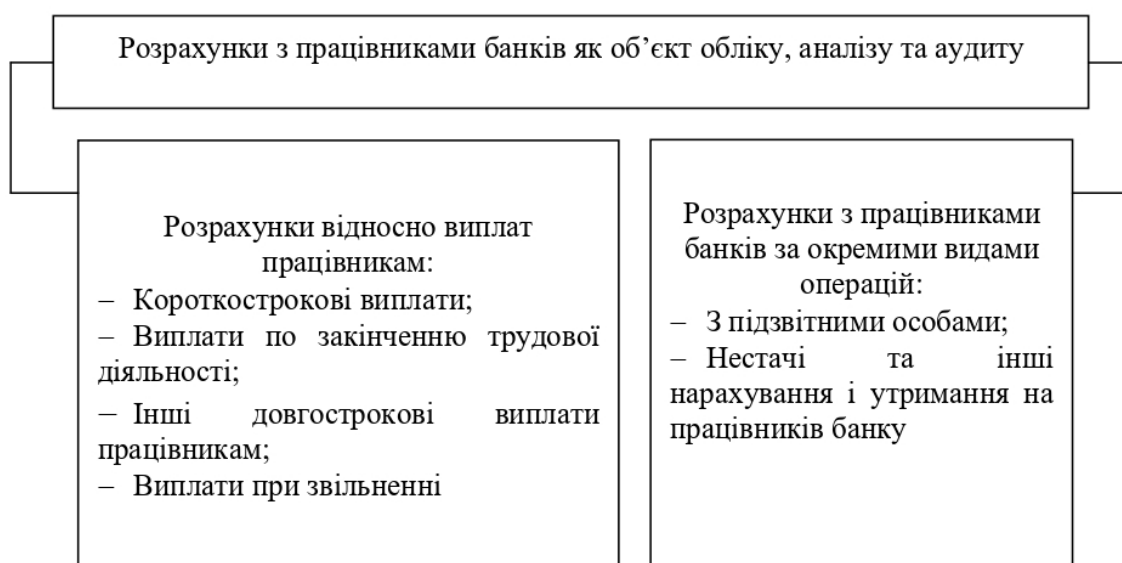 Розрахунки з працівниками банків як об’єкт обліку, аналізу та аудиту
Розрахунки відносно виплат
працівникам:
– Короткострокові виплати;
– Виплати по закінченню трудової
діяльності;
– Інші довгострокові виплати
працівникам;
– Виплати при звільненні
Розрахунки з працівниками
банків за окремими видами
операцій:
– З підзвітними особами;
– Нестачі та інші
нарахування і утримання на
працівників банку